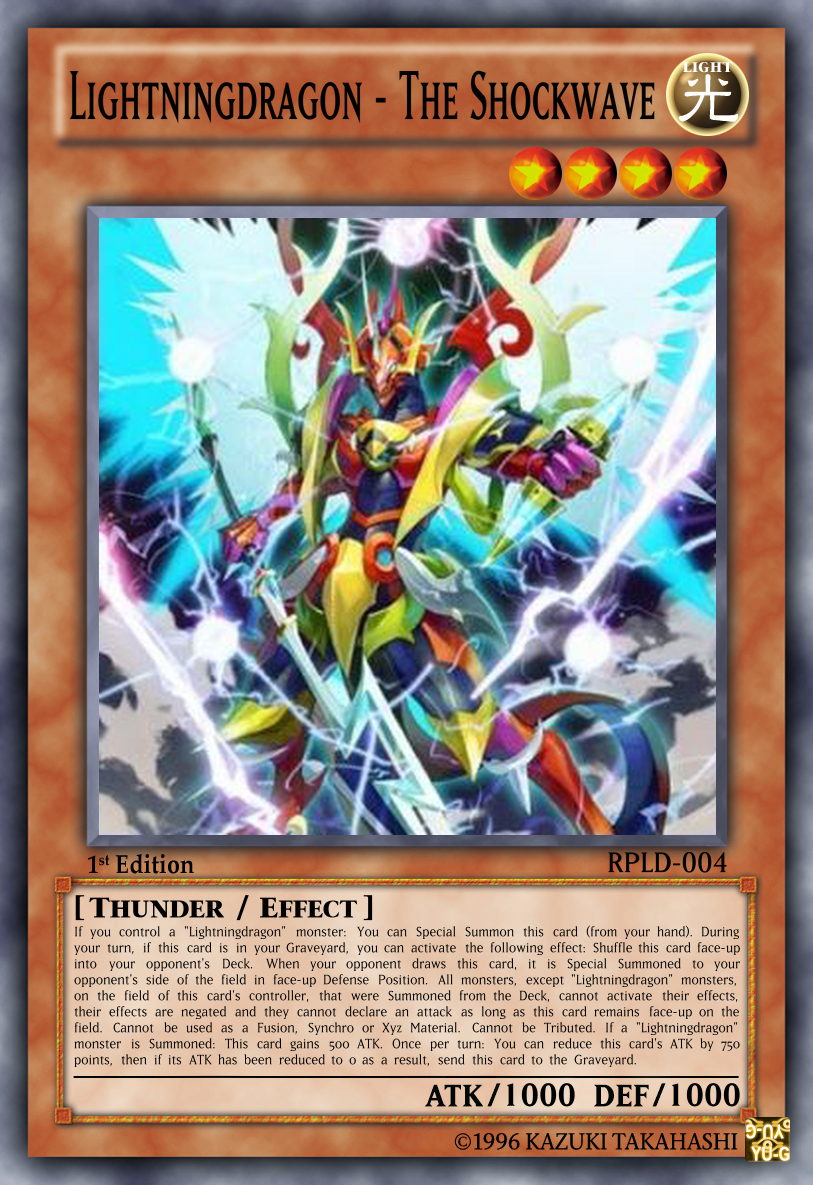 Lightningdragon - The Shockwave
LIGHT
光
1st Edition
RPLD-004
[ Thunder / Effect ]
If you control a "Lightningdragon" monster: You can Special Summon this card (from your hand). During
your turn, if this card is in your Graveyard, you can activate the following effect: Shuffle this card face-up
into your opponent's Deck. When your opponent draws this card, it is Special Summoned to your
opponent's side of the field in face-up Defense Position. All monsters, except "Lightningdragon" monsters,
on the field of this card's controller, that were Summoned from the Deck, cannot activate their effects,
their effects are negated and they cannot declare an attack as long as this card remains face-up on the
field. Cannot be used as a Fusion, Synchro or Xyz Material. Cannot be Tributed. If a "Lightningdragon"
monster is Summoned: This card gains 500 ATK. Once per turn: You can reduce this card's ATK by 750
points, then if its ATK has been reduced to 0 as a result, send this card to the Graveyard.
ATK/1000 DEF/1000
©1996 KAZUKI TAKAHASHI